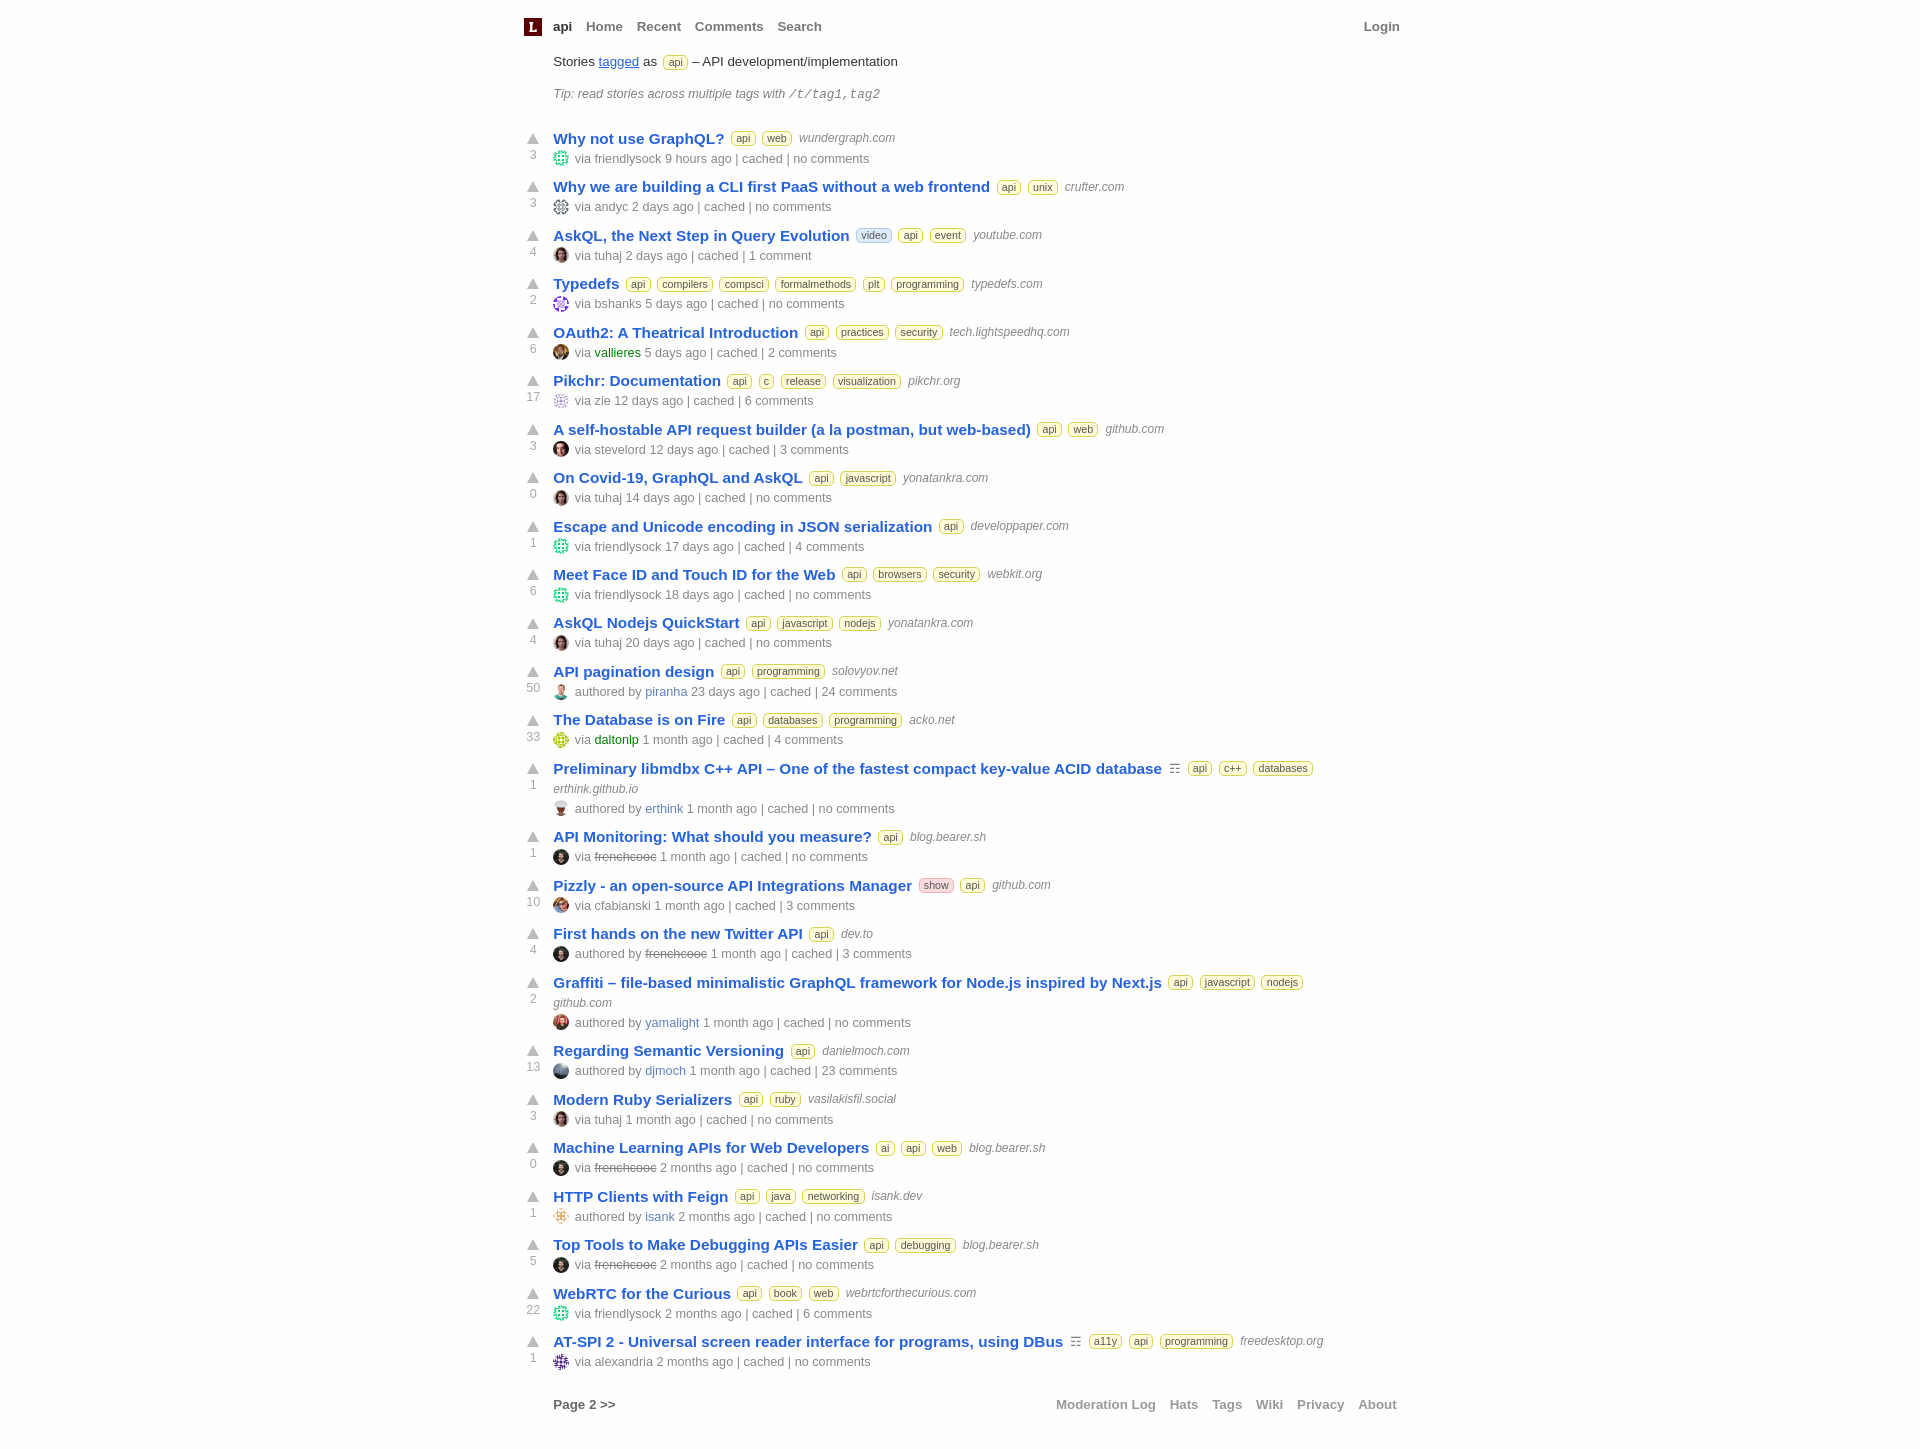 L api Home Recent Comments Search Login
Stories tagged as api – API development/implementation
Tip: read stories across multiple tags with /t/tag1,tag2
Why not use GraphQL? api web wundergraph.com
3 via friendlysock 9 hours ago | cached | no comments
Why we are building a CLI first PaaS without a web frontend api unix crufter.com
3 via andyc 2 days ago | cached | no comments
AskQL, the Next Step in Query Evolution video api event youtube.com
4 via tuhaj 2 days ago | cached | 1 comment
Typedefs api compilers compsci formalmethods plt programming typedefs.com
2 via bshanks 5 days ago | cached | no comments
OAuth2: A Theatrical Introduction api practices security tech.lightspeedhq.com
6 via vallieres 5 days ago | cached | 2 comments
Pikchr: Documentation api c release visualization pikchr.org
17 via zie 12 days ago | cached | 6 comments
A self-hostable API request builder (a la postman, but web-based) api web github.com
3 via stevelord 12 days ago | cached | 3 comments
On Covid-19, GraphQL and AskQL api javascript yonatankra.com
0 via tuhaj 14 days ago | cached | no comments
Escape and Unicode encoding in JSON serialization api developpaper.com
1 via friendlysock 17 days ago | cached | 4 comments
Meet Face ID and Touch ID for the Web api browsers security webkit.org
6 via friendlysock 18 days ago | cached | no comments
AskQL Nodejs QuickStart api javascript nodejs yonatankra.com
4 via tuhaj 20 days ago | cached | no comments
API pagination design api programming solovyov.net
50 authored by piranha 23 days ago | cached | 24 comments
The Database is on Fire api databases programming acko.net
33 via daltonlp 1 month ago | cached | 4 comments
Preliminary libmdbx C++ API – One of the fastest compact key-value ACID database ☶ api c++ databases
1 erthink.github.io
authored by erthink 1 month ago | cached | no comments
API Monitoring: What should you measure? api blog.bearer.sh
1 via frenchcooc 1 month ago | cached | no comments
Pizzly - an open-source API Integrations Manager show api github.com
10 via cfabianski 1 month ago | cached | 3 comments
First hands on the new Twitter API api dev.to
4 authored by frenchcooc 1 month ago | cached | 3 comments
Graffiti – file-based minimalistic GraphQL framework for Node.js inspired by Next.js api javascript nodejs
2 github.com
authored by yamalight 1 month ago | cached | no comments
Regarding Semantic Versioning api danielmoch.com
13 authored by djmoch 1 month ago | cached | 23 comments
Modern Ruby Serializers api ruby vasilakisfil.social
3 via tuhaj 1 month ago | cached | no comments
Machine Learning APIs for Web Developers ai api web blog.bearer.sh
0 via frenchcooc 2 months ago | cached | no comments
HTTP Clients with Feign api java networking isank.dev
1 authored by isank 2 months ago | cached | no comments
Top Tools to Make Debugging APIs Easier api debugging blog.bearer.sh
5 via frenchcooc 2 months ago | cached | no comments
WebRTC for the Curious api book web webrtcforthecurious.com
22 via friendlysock 2 months ago | cached | 6 comments
AT-SPI 2 - Universal screen reader interface for programs, using DBus ☶ a11y api programming freedesktop.org
1 via alexandria 2 months ago | cached | no comments
Page 2 >> Moderation Log Hats Tags Wiki Privacy About